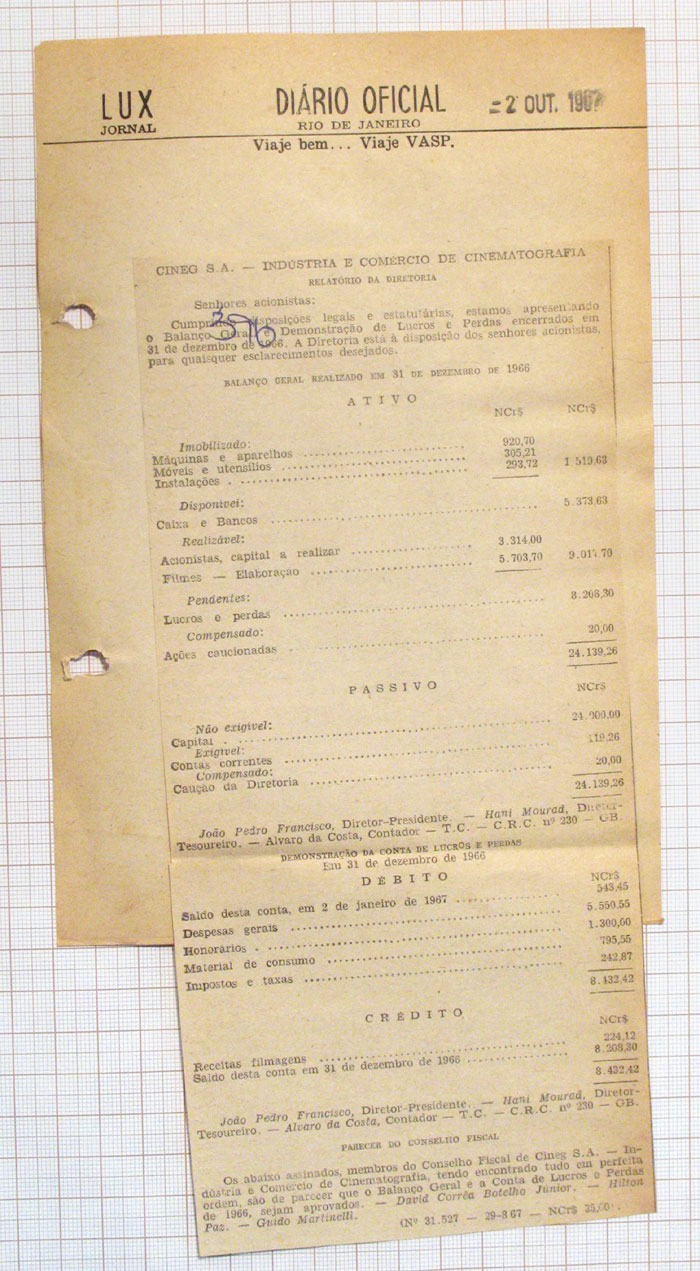 LUX
JORNAL
DIÁRIO OFICIAL
RIO DE JANEIRO
-2 OUT. 1967
Viaje bem... Viaje VASP.
CINEG S.A. — INDÚSTRIA E COMÉRCIO DE CINEMATOGRAFIA
RELATÓRIO DA DIRETORIA
Senhores acionistas:
disposições legais e estatutárias, estamos apresentando
o Balanço Geral e Demonstração de Lucros e Perdas encerrados em
31 de dezembro de 1966. A Diretoria está à disposição dos senhores acionistas,
para quaisquer esclarecimentos desejados.
396
BALANÇO GERAL REALIZADO EM 31 DE DEZEMBRO DE 1966
ATIVO
NCr$ NCr$
Imobilizado:
Máquinas e aparelhos .................... 920,70
Móveis e utensílios .................... 305,21
Instalações . .................... 293,72 1 519,63
Disponível:
Caixa e Bancos .................... 5.373,63
Realizável:
Acionistas, capital a realizar .................... 3.314,00
Filmes — Elaboração .................... 5.703,70 9.017,70
Pendentes:
Lucros e perdas .................... 8.208,30
Compensado:
Ações caucionadas .................... 20,00
24.139,26
PASSIVO
NCr$
Não exigível:
Capital . .................... 24.000,00
Exigível:
Contas correntes .................... 119,26
Compensado:
Caução da Diretoria .................... 20,00
24.139,26
João Pedro Francisco, Diretor-Presidente. — Hani Mourad, Diretor-
Tesoureiro. — Alvaro da Costa, Contador — T.C. — C.R.C. nº 230 — GB.
DEMONSTRAÇÃO DA CONTA DE LUCROS E PERDAS
Em 31 de dezembro de 1966
DÉBITO
NCr$
Saldo desta conta, em 2 de janeiro de 1967 .................... 543,45
Despesas gerais .................... 5.550,55
Honorários . .................... 1.300,00
Material de consumo .................... 795,55
Impostos e taxas .................... 242,87
8.432,42
CRÉDITO
NCr$
Receitas filmagens .................... 224,12
Saldo desta conta em 31 de dezembro de 1966 .................... 8.208,30
8.432,42
João Pedro Francisco, Diretor-Presidente. — Hani Mourad, Diretor-
Tesoureiro. — Alvaro da Costa, Contador — T.C. — C.R.C. nº 230 — GB.
PARECER DO CONSELHO FISCAL
Os abaixo assinados, membros do Conselho Fiscal de Cineg S.A. — In-
dústria e Comércio de Cinematografia, tendo encontrado tudo em perfeita
ordem, são de parecer que o Balanço Geral e a Conta de Lucros e Perdas
de 1966, sejam aprovados. — David Corrêa Botelho Júnior. — Hilton
Paz. — Guido Martinelli.
(Nº 31.527 — 29-8-67 — NCr$ 35,00).